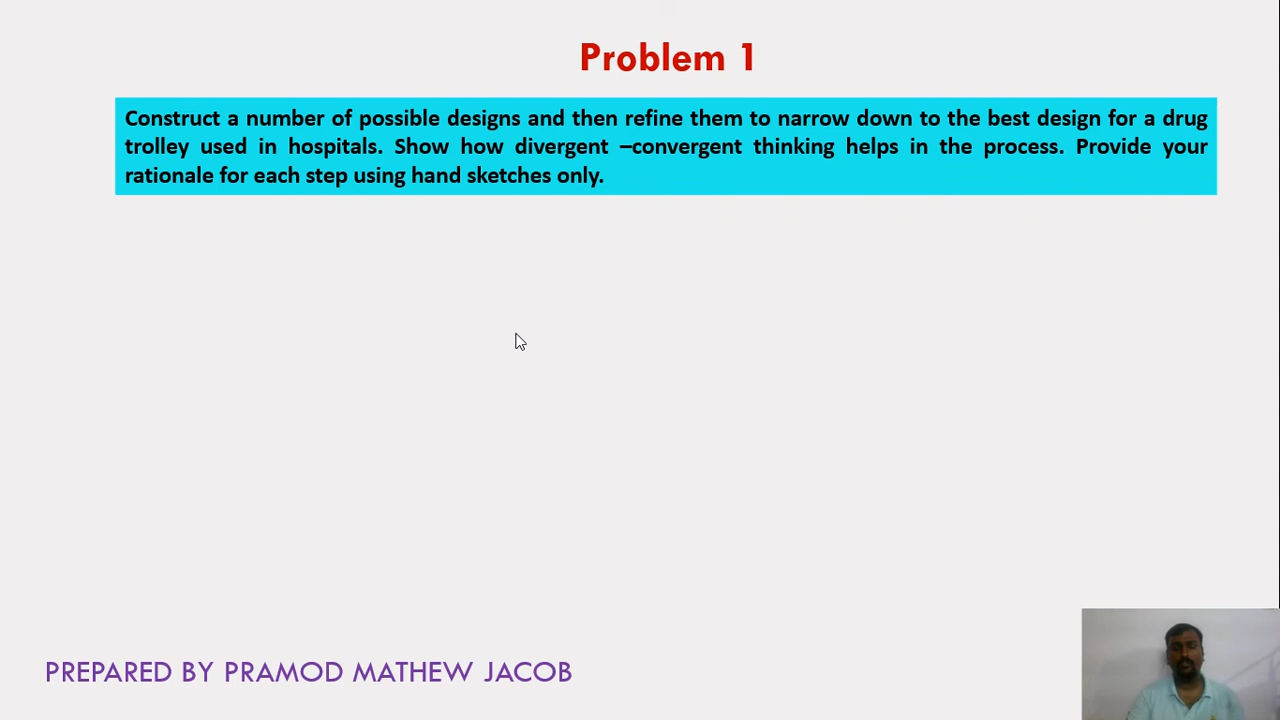 Problem 1
Construct a number of possible designs and then refine them to narrow down to the best design for a drug
trolley used in hospitals. Show how divergent –convergent thinking helps in the process. Provide your
rationale for each step using hand sketches only.
PREPARED BY PRAMOD MATHEW JACOB